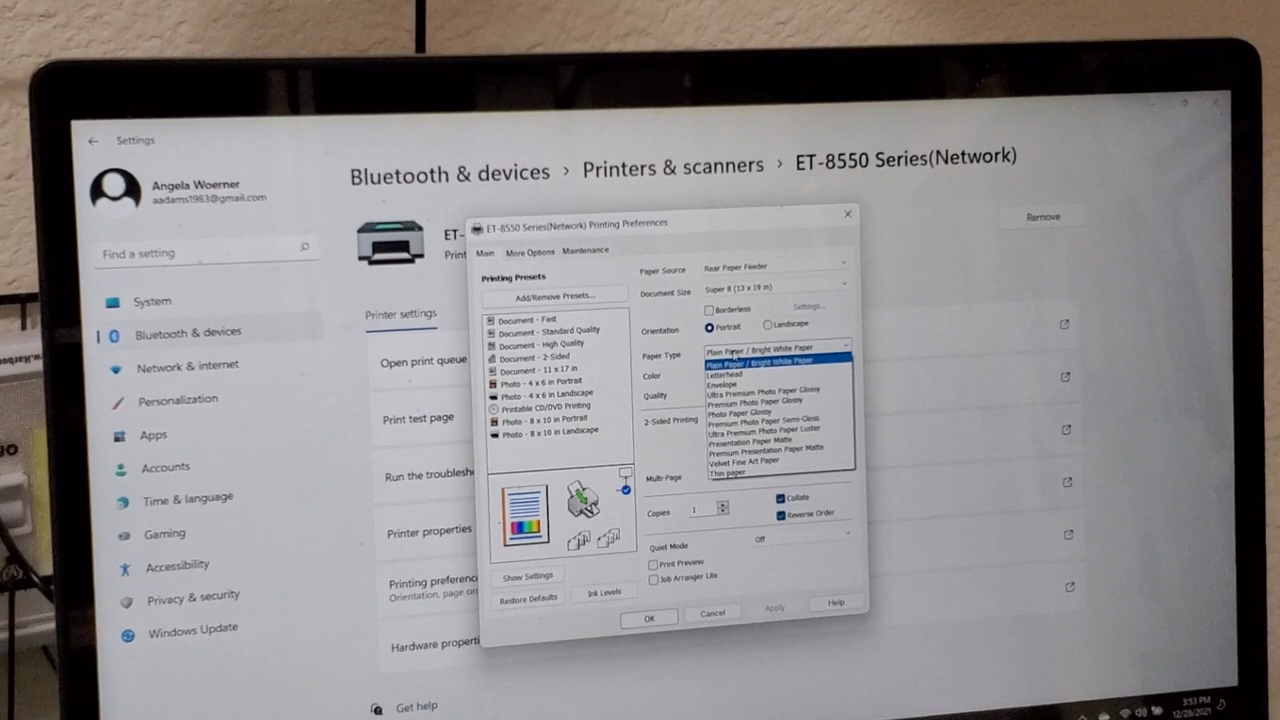 Settings
Angela Woerner
aadams1983@gmail.com
Find a setting
System
Bluetooth & devices
Network & internet
Personalization
Apps
Accounts
Time & language
Gaming
Accessibility
Privacy & security
Windows Update
Bluetooth & devices › Printers & scanners › ET-8550 Series(Network)
ET-
Print
Remove
Printer settings
Open print queue
Print test page
Run the troublesh
Printer properties
Printing preferenc
Orientation, page or
Hardware properti
Get help
ET-8550 Series(Network) Printing Preferences
Main More Options Maintenance
Printing Presets
Add/Remove Presets...
Document - Fast
Document - Standard Quality
Document - High Quality
Document - 2-Sided
Document - 11 x 17 in
Photo - 4 x 6 in Portrait
Photo - 4 x 6 in Landscape
Printable CD/DVD Printing
Photo - 8 x 10 in Portrait
Photo - 8 x 10 in Landscape
Show Settings
Restore Defaults Ink Levels
Paper Source Rear Paper Feeder
Document Size Super B (13 x 19 in)
Borderless Settings...
Orientation Portrait Landscape
Paper Type Plain Paper / Bright White Paper
Plain Paper / Bright White Paper
Letterhead
Envelope
Ultra Premium Photo Paper Glossy
Premium Photo Paper Glossy
Photo Paper Glossy
Premium Photo Paper Semi-Gloss
Ultra Premium Photo Paper Luster
Presentation Paper Matte
Premium Presentation Paper Matte
Velvet Fine Art Paper
Thin paper
Color
Quality
2-Sided Printing
Multi-Page
Copies 1
Collate
Reverse Order
Quiet Mode Off
Print Preview
Job Arranger Lite
OK Cancel Apply Help
3:53 PM
12/28/2021